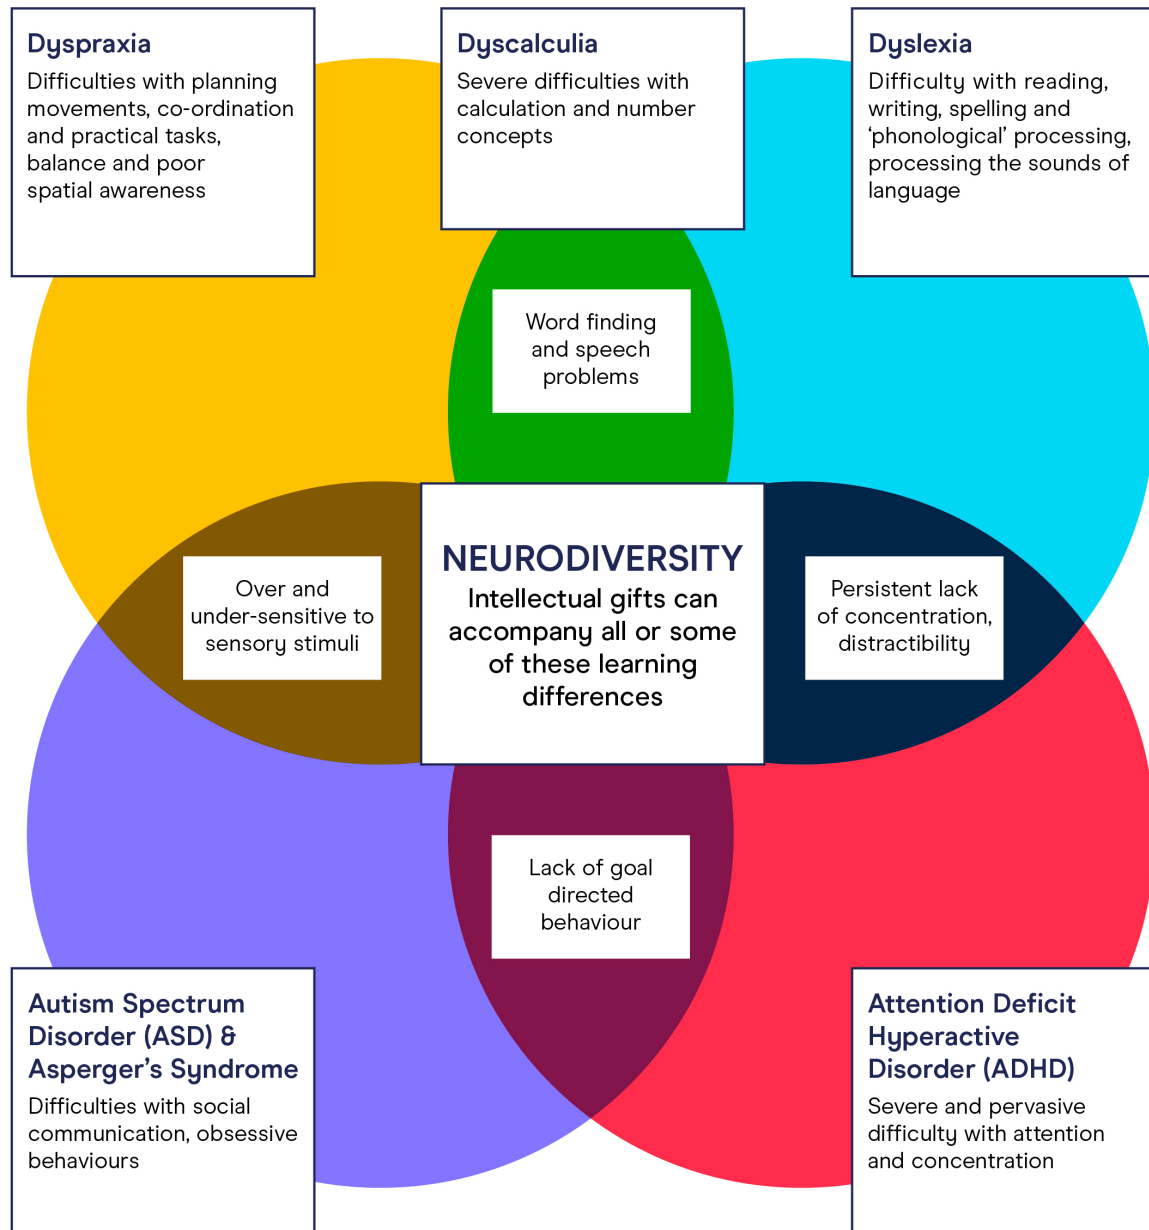 Dyspraxia
Difficulties with planning
movements, co-ordination
and practical tasks,
balance and poor
spatial awareness
Dyscalculia
Severe difficulties with
calculation and number
concepts
Dyslexia
Difficulty with reading,
writing, spelling and
‘phonological’ processing,
processing the sounds of
language
Word finding
and speech
problems
Over and
under-sensitive to
sensory stimuli
NEURODIVERSITY
Intellectual gifts can
accompany all or some
of these learning
differences
Persistent lack
of concentration,
distractibility
Lack of goal
directed
behaviour
Autism Spectrum
Disorder (ASD) &
Asperger’s Syndrome
Difficulties with social
communication, obsessive
behaviours
Attention Deficit
Hyperactive
Disorder (ADHD)
Severe and pervasive
difficulty with attention
and concentration